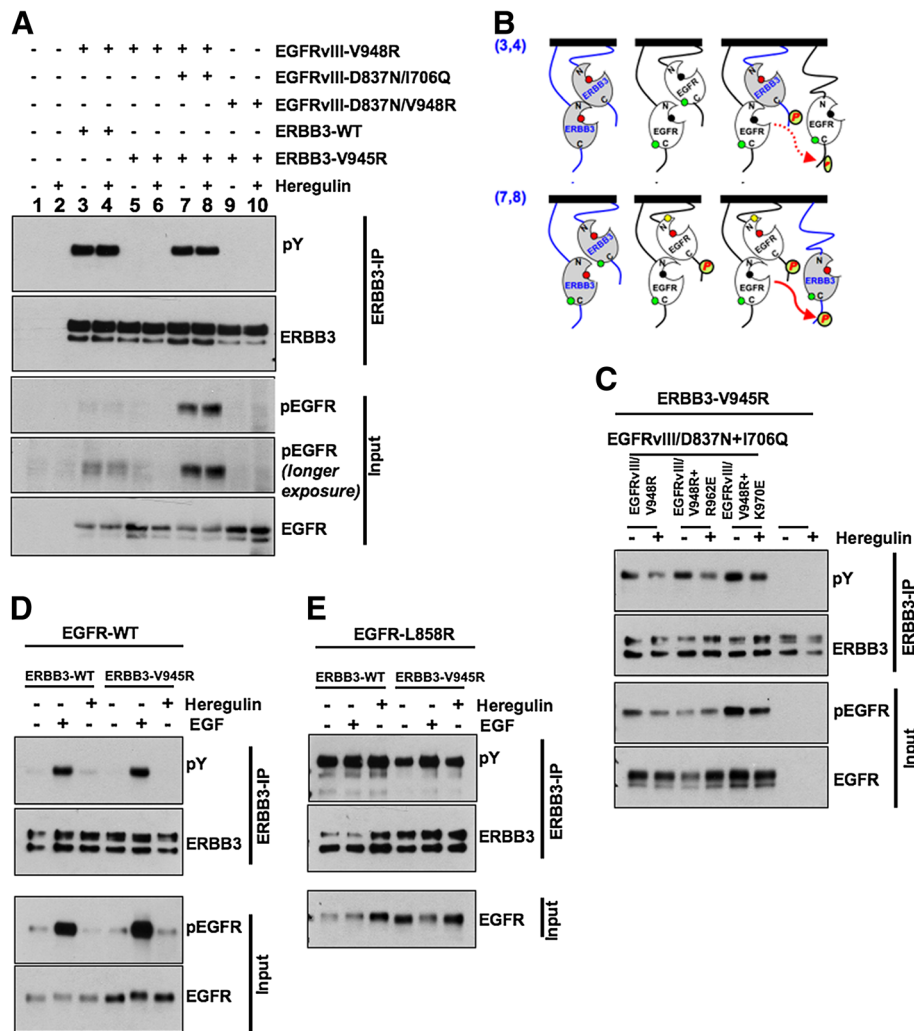 A
- - + + + + + + - - EGFRvIII-V948R
- - - - - - + + - - EGFRvIII-D837N/I706Q
- - - - - - - - + + EGFRvIII-D837N/V948R
- - + + - - - - - - ERBB3-WT
- - - - + + + + + + ERBB3-V945R
- + - + - + - + - + Heregulin
1 2 3 4 5 6 7 8 9 10
pY
ERBB3
ERBB3-IP
pEGFR
pEGFR
(longer
exposure)
EGFR
Input
B
(3,4)
N
ERBB3
C
ERBB3
C
N
EGFR
C
EGFR
C
N
ERBB3
C
P
EGFR
C
N
EGFR
C
P
(7,8)
N
ERBB3
C
N
ERBB3
C
N
EGFR
C
P
N
EGFR
C
N
EGFR
C
P
N
EGFR
C
N
ERBB3
C
P
C
ERBB3-V945R
EGFRvIII/D837N+I706Q
EGFRvIII/
V948R
EGFRvIII/
V948R+
R962E
EGFRvIII/
V948R+
K970E
- + - + - + - + Heregulin
pY
ERBB3
ERBB3-IP
pEGFR
EGFR
Input
D
EGFR-WT
ERBB3-WT ERBB3-V945R
- - + - - + Heregulin
- + - - + - EGF
pY
ERBB3
ERBB3-IP
pEGFR
EGFR
Input
E
EGFR-L858R
ERBB3-WT ERBB3-V945R
- - + - - + Heregulin
- + - - + - EGF
pY
ERBB3
ERBB3-IP
EGFR
Input